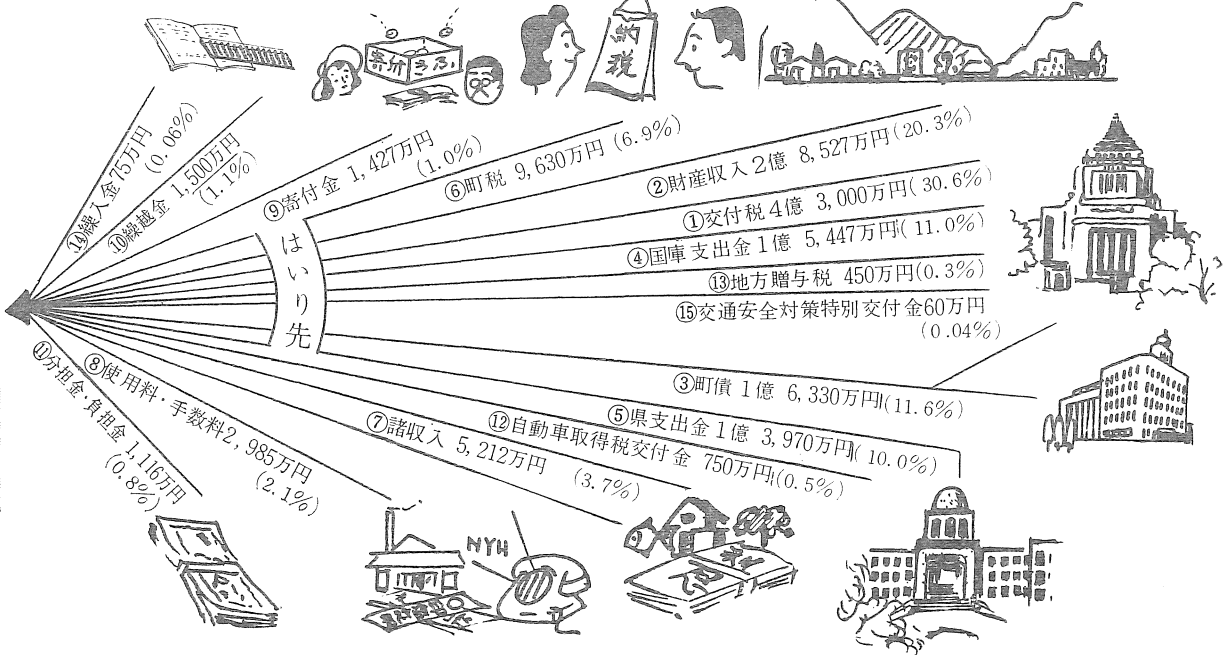 寄付きろく
納税
⑭繰入金75万円
(0.06%)
⑩繰越金 1,500万円
(1.1%)
⑨寄付金 1,427万円
(1.0%)
⑥町税 9,630万円 (6.9%)
②財産収入2億 8,527万円(20.3%)
①交付税4億 3,000万円(30.6%)
④国庫支出金1億 5,447万円(11.0%)
⑬地方贈与税 450万円(0.3%)
⑮交通安全対策特別交付金60万円
(0.04%)
はいり先
③町債1億 6,330万円(11.6%)
⑤県支出金1億 3,970万円(10.0%)
⑫自動車取得税交付金 750万円(0.5%)
⑦諸収入 5,212万円
(3.7%)
⑧使用料・手数料2,985万円
(2.1%)
⑪分担金・負担金 1,116万円
(0.8%)
NYH